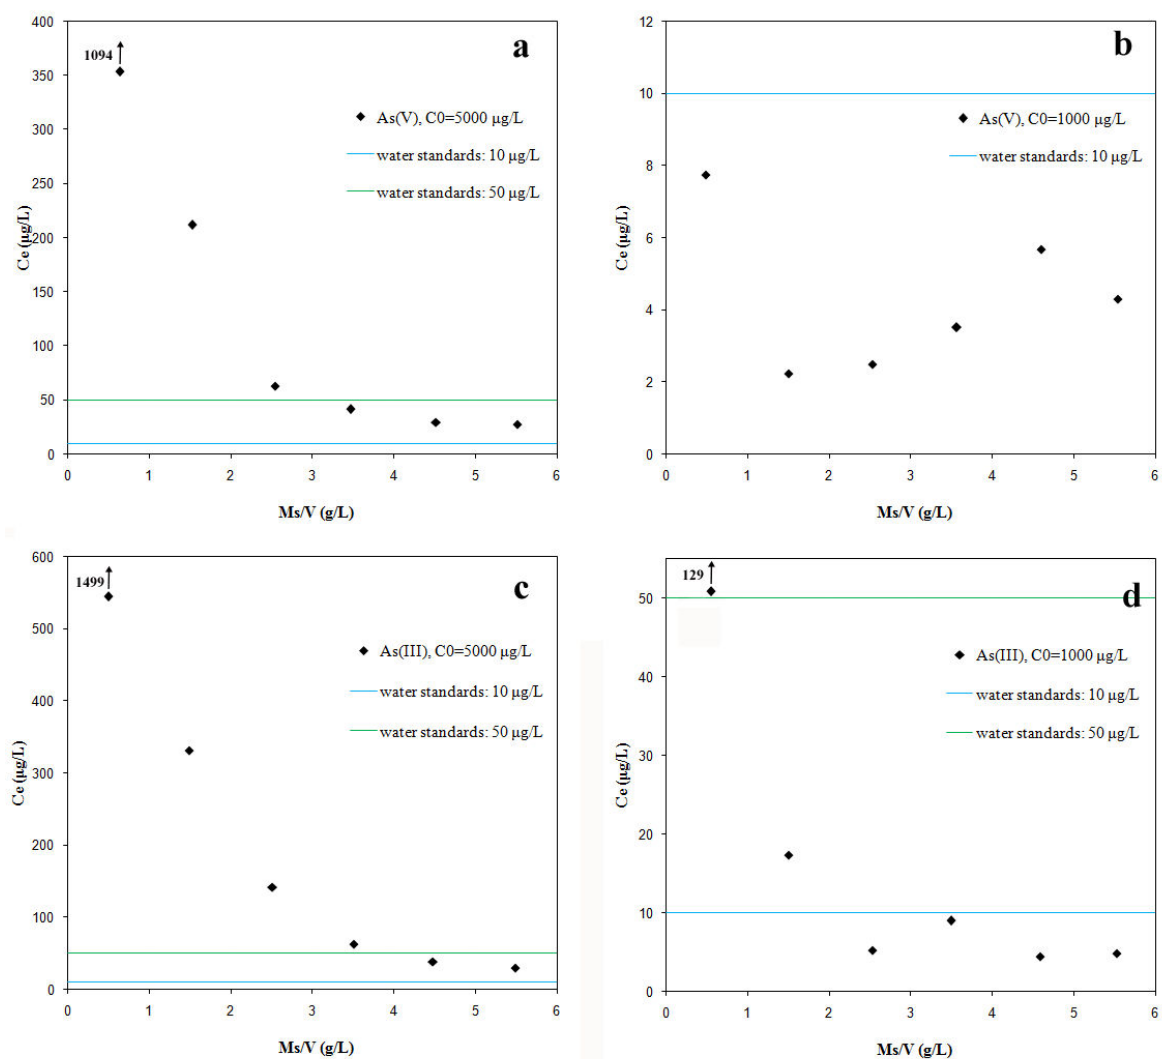 400
350
300
250
200
150
100
50
0
Ce (µg/L)
1094
a
As(V), C0=5000 µg/L
water standards: 10 µg/L
water standards: 50 µg/L
0 1 2 3 4 5 6
Ms/V (g/L)
12
10
8
6
4
2
0
Ce (µg/L)
b
As(V), C0=1000 µg/L
water standards: 10 µg/L
0 1 2 3 4 5 6
Ms/V (g/L)
600
500
400
300
200
100
0
Ce (µg/L)
1499
c
As(III), C0=5000 µg/L
water standards: 10 µg/L
water standards: 50 µg/L
0 1 2 3 4 5 6
Ms/V (g/L)
50
40
30
20
10
0
Ce (µg/L)
129
d
As(III), C0=1000 µg/L
water standards: 10 µg/L
water standards: 50 µg/L
0 1 2 3 4 5 6
Ms/V (g/L)